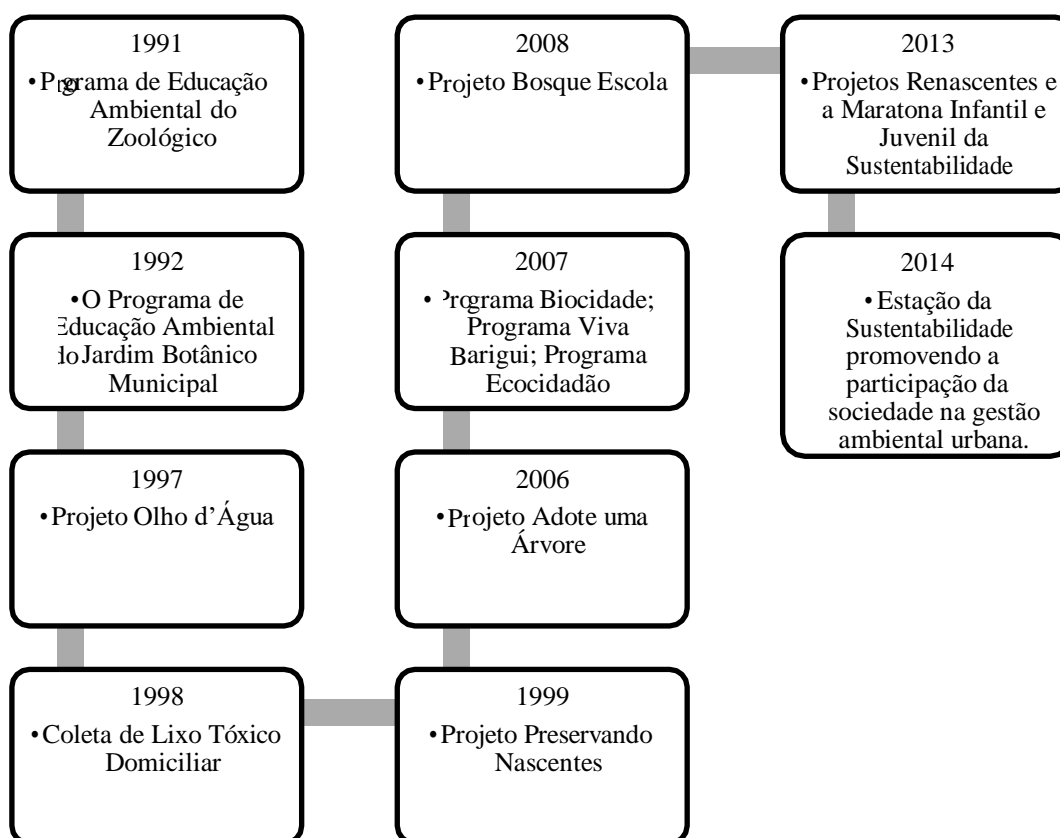 1991
•Programa de Educação
Ambiental do
Zoológico
1992
•O Programa de
Educação Ambiental
do Jardim Botânico
Municipal
1997
•Projeto Olho d’Água
1998
•Coleta de Lixo Tóxico
Domiciliar
1999
•Projeto Preservando
Nascentes
2006
•Projeto Adote uma
Árvore
2007
•Programa Biocidade;
Programa Viva
Barigui; Programa
Ecocidadão
2008
•Projeto Bosque Escola
2013
•Projetos Renascentes e
a Maratona Infantil e
Juvenil da
Sustentabilidade
2014
•Estação da
Sustentabilidade
promovendo a
participação da
sociedade na gestão
ambiental urbana.